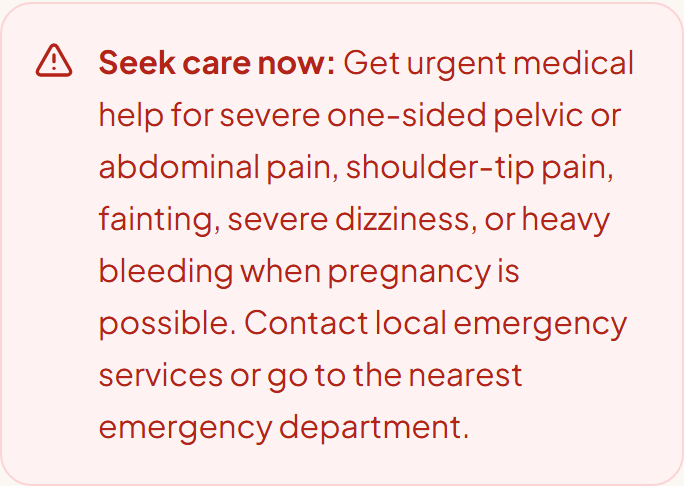 Seek care now: Get urgent medical
help for severe one-sided pelvic or
abdominal pain, shoulder-tip pain,
fainting, severe dizziness, or heavy
bleeding when pregnancy is
possible. Contact local emergency
services or go to the nearest
emergency department.